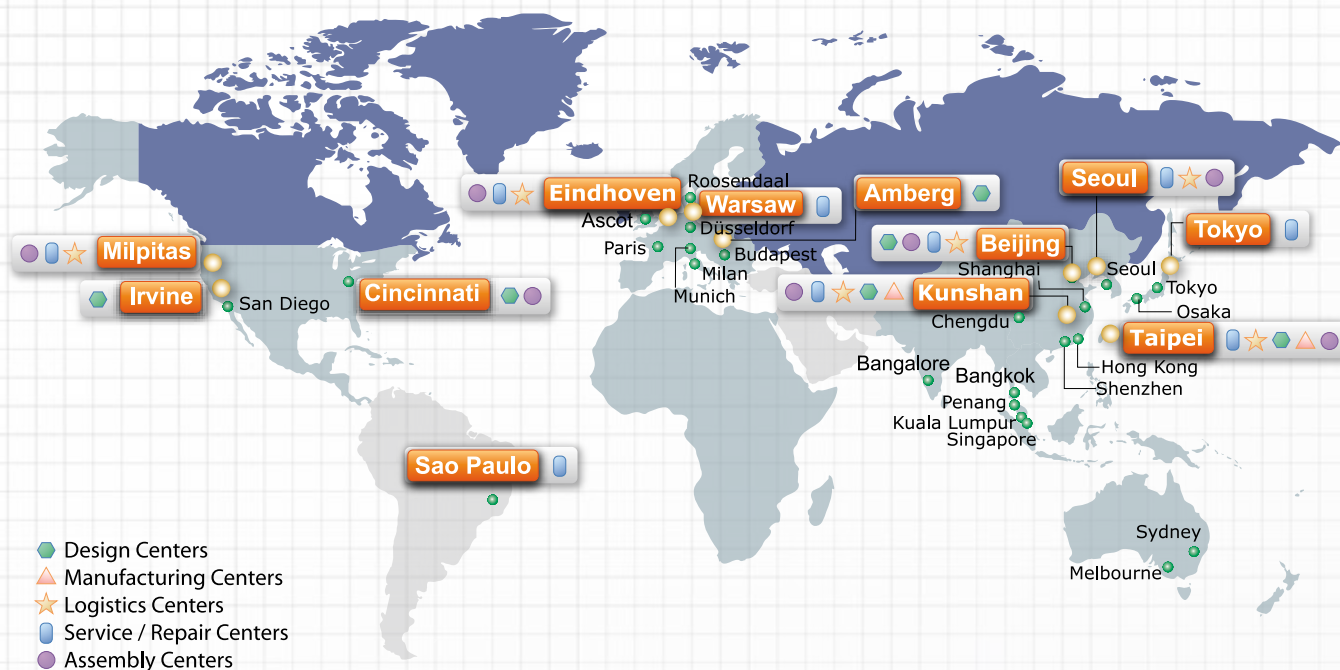 Roosendaal
Eindhoven
Warsaw
Amberg
Seoul
Ascot
Düsseldorf
Tokyo
Paris
Budapest
Beijing
Milpitas
Milan
Shanghai
Seoul
Irvine
San Diego
Cincinnati
Munich
Kunshan
Tokyo
Osaka
Chengdu
Taipei
Bangalore
Hong Kong
Bangkok
Shenzhen
Penang
Kuala Lumpur
Singapore
Sao Paulo
Sydney
Melbourne
Design Centers
Manufacturing Centers
Logistics Centers
Service / Repair Centers
Assembly Centers